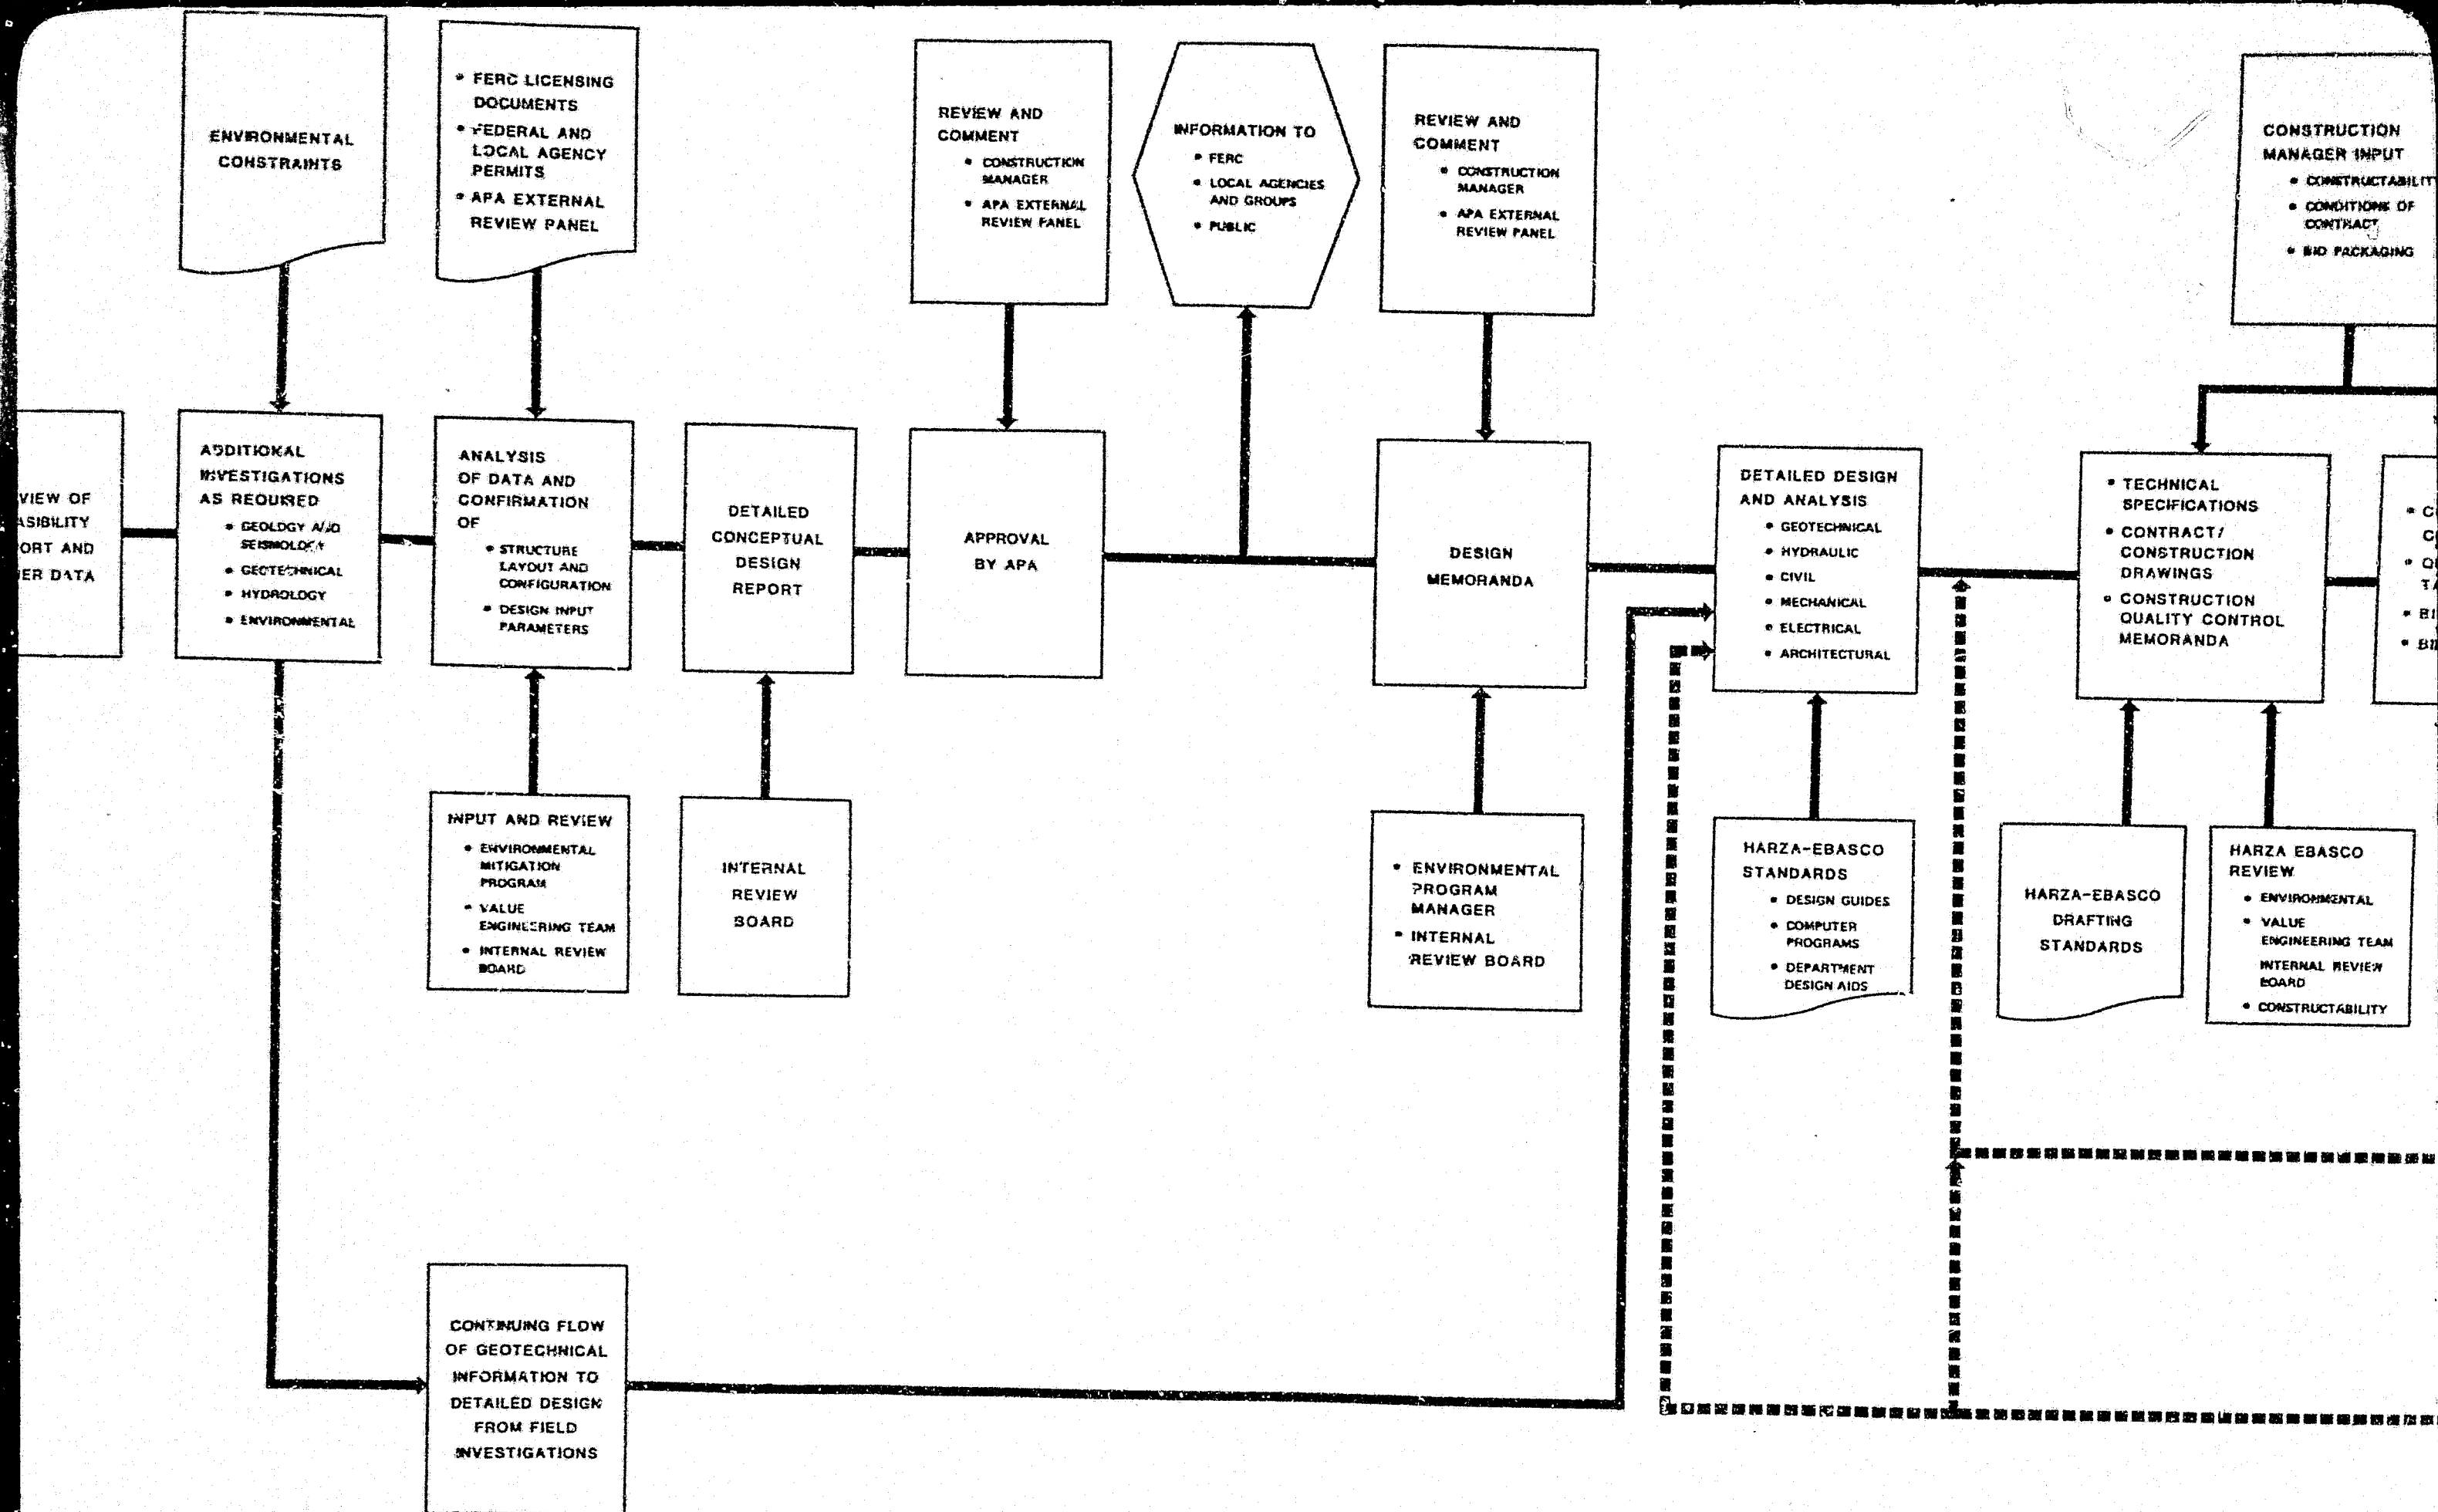 ENVIRONMENTAL
CONSTRAINTS
• FERC LICENSING
DOCUMENTS
• FEDERAL AND
LOCAL AGENCY
PERMITS
• APA EXTERNAL
REVIEW PANEL
REVIEW AND
COMMENT
• CONSTRUCTION
MANAGER
• APA EXTERNAL
REVIEW PANEL
INFORMATION TO
• FERC
• LOCAL AGENCIES
AND GROUPS
• PUBLIC
REVIEW AND
COMMENT
• CONSTRUCTION
MANAGER
• APA EXTERNAL
REVIEW PANEL
CONSTRUCTION
MANAGER INPUT
• CONSTRUCTABILIT
• CONDITIONS OF
CONTRACT
• BID PACKAGING
VIEW OF
ASIBILITY
ORT AND
ER DATA
ADDITIONAL
INVESTIGATIONS
AS REQUIRED
• GEOLOGY AND
SEISMOLOGY
• GEOTECHNICAL
• HYDROLOGY
• ENVIRONMENTAL
ANALYSIS
OF DATA AND
CONFIRMATION
OF
• STRUCTURE
LAYOUT AND
CONFIGURATION
• DESIGN INPUT
PARAMETERS
DETAILED
CONCEPTUAL
DESIGN
REPORT
APPROVAL
BY APA
DESIGN
MEMORANDA
DETAILED DESIGN
AND ANALYSIS
• GEOTECHNICAL
• HYDRAULIC
• CIVIL
• MECHANICAL
• ELECTRICAL
• ARCHITECTURAL
• TECHNICAL
SPECIFICATIONS
• CONTRACT/
CONSTRUCTION
DRAWINGS
• CONSTRUCTION
QUALITY CONTROL
MEMORANDA
• C
C
• QU
TA
• BI
• BI
INPUT AND REVIEW
• ENVIRONMENTAL
MITIGATION
PROGRAM
• VALUE
ENGINEERING TEAM
• INTERNAL REVIEW
BOARD
INTERNAL
REVIEW
BOARD
• ENVIRONMENTAL
PROGRAM
MANAGER
• INTERNAL
REVIEW BOARD
HARZA-EBASCO
STANDARDS
• DESIGN GUIDES
• COMPUTER
PROGRAMS
• DEPARTMENT
DESIGN AIDS
HARZA-EBASCO
DRAFTING
STANDARDS
HARZA EBASCO
REVIEW
• ENVIRONMENTAL
• VALUE
ENGINEERING TEAM
INTERNAL REVIEW
BOARD
• CONSTRUCTABILITY
CONTINUING FLOW
OF GEOTECHNICAL
INFORMATION TO
DETAILED DESIGN
FROM FIELD
INVESTIGATIONS